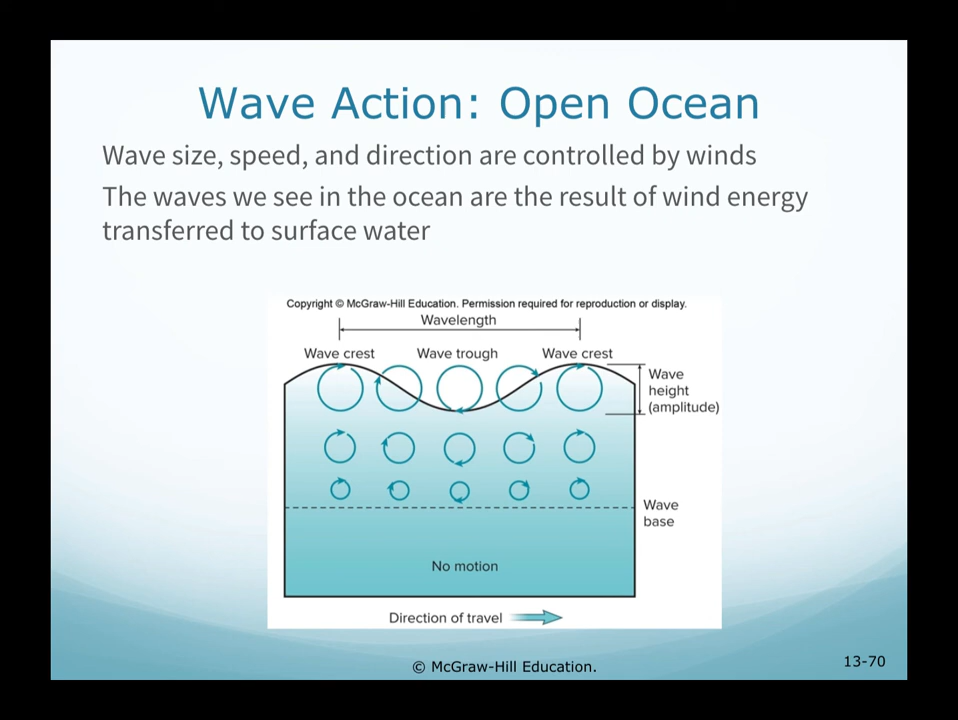 Wave Action: Open Ocean
Wave size, speed, and direction are controlled by winds
The waves we see in the ocean are the result of wind energy
transferred to surface water
Copyright © McGraw-Hill Education. Permission required for reproduction or display.
Wavelength
Wave crest
Wave trough
Wave crest
Wave
height
(amplitude)
Wave
base
No motion
Direction of travel
© McGraw-Hill Education.
13-70